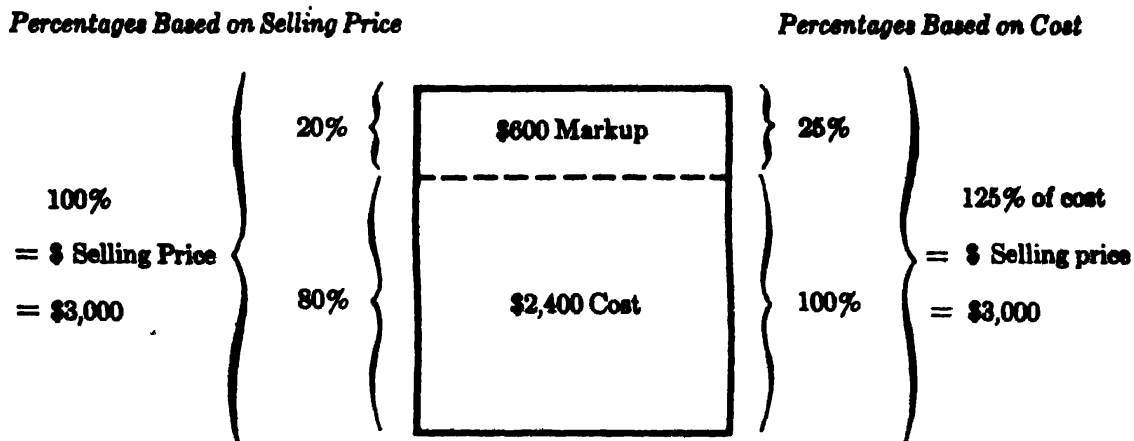 Percentages Based on Selling Price
Percentages Based on Cost
20%
$600 Markup
25%
100%
= $ Selling Price
= $3,000
80%
$2,400 Cost
100%
125% of cost
= $ Selling price
= $3,000